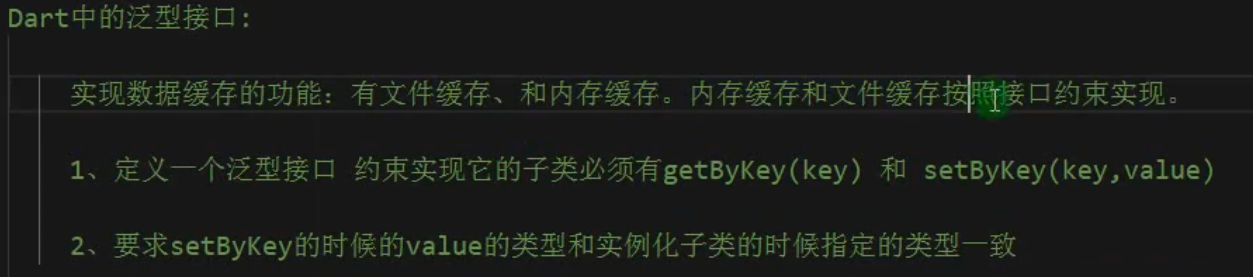 Dart中的泛型接口:
实现数据缓存的功能：有文件缓存、和内存缓存。内存缓存和文件缓存按照接口约束实现。
1、定义一个泛型接口 约束实现它的子类必须有getByKey(key) 和 setByKey(key,value)
2、要求setByKey的时候的value的类型和实例化子类的时候指定的类型一致